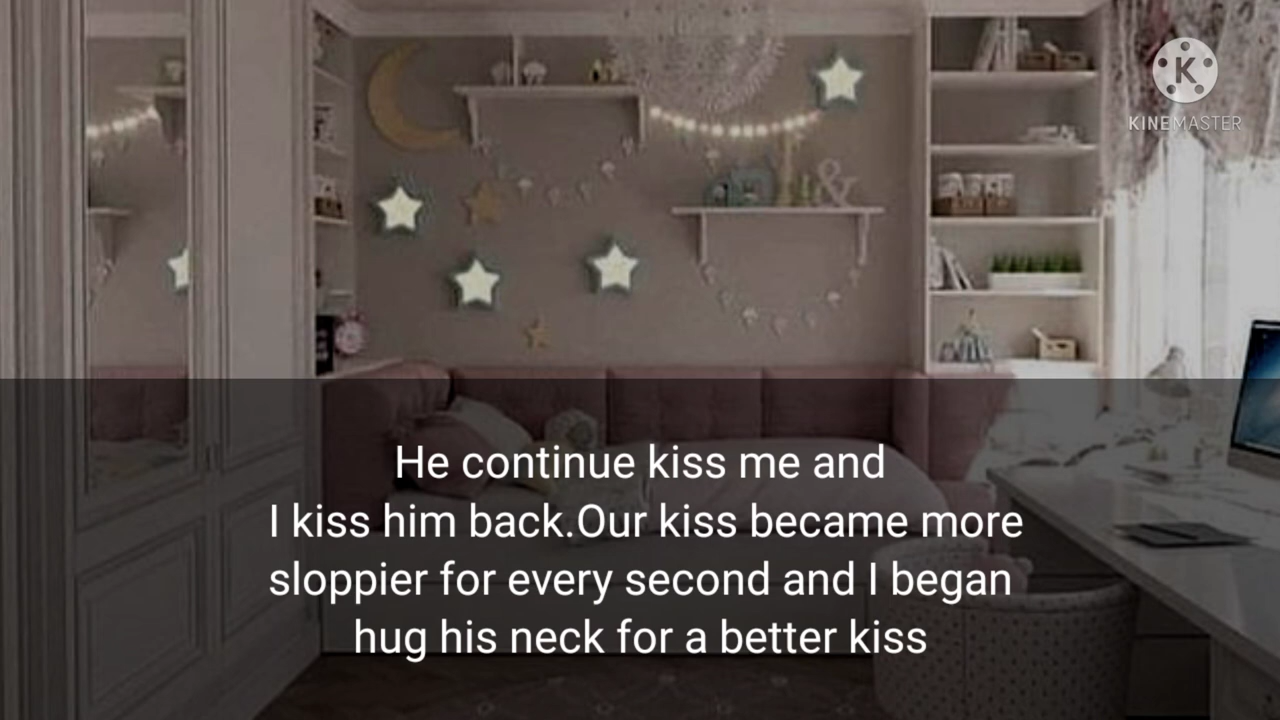 KINEMASTER
He continue kiss me and
I kiss him back.Our kiss became more
sloppier for every second and I began
hug his neck for a better kiss